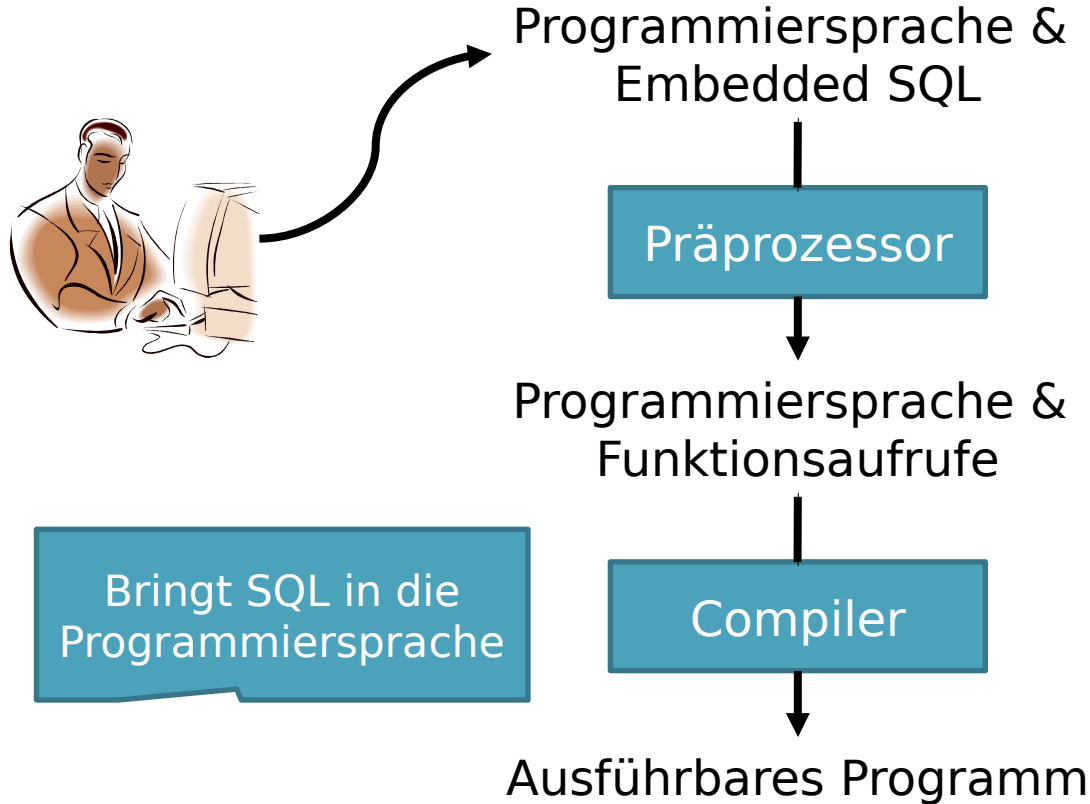 Programmiersprache &
Embedded SQL
Präprozessor
Programmiersprache &
Funktionsaufrufe
Bringt SQL in die
Programmiersprache
Compiler
Ausführbares Programm